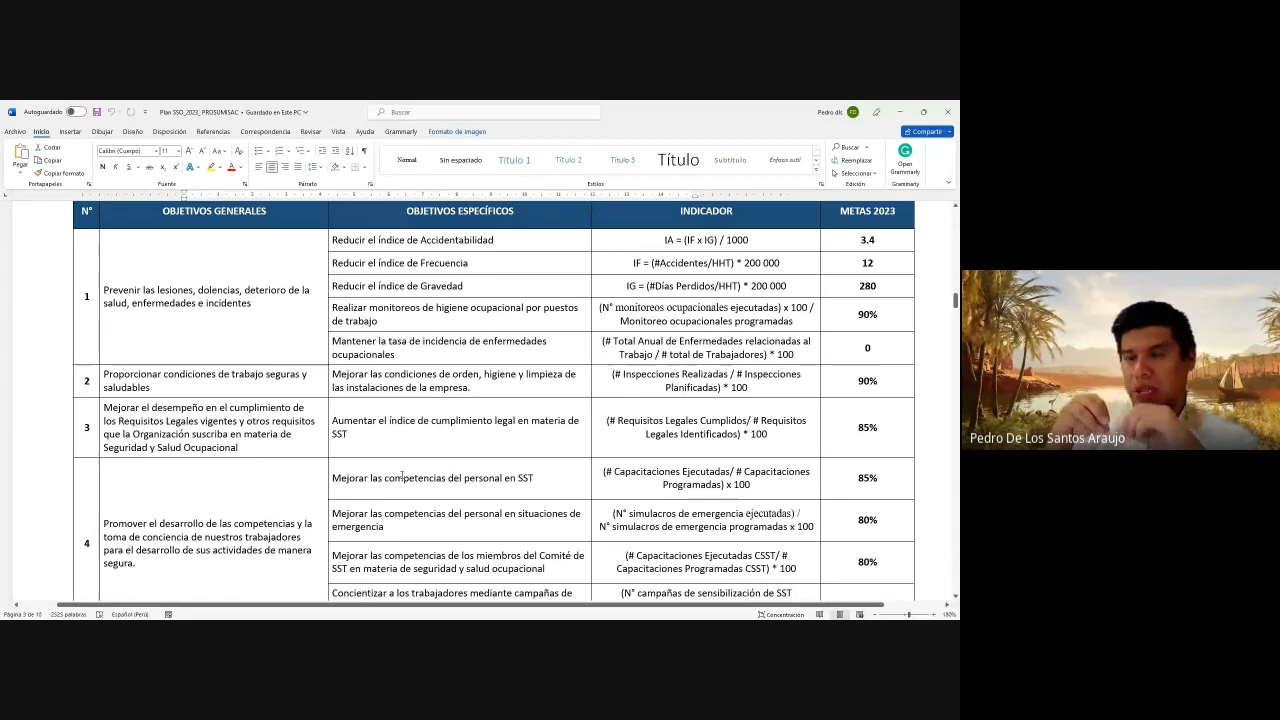 Autoguardado
Plan SSO_2023_PROSUMISAC • Guardado en Este PC
Buscar
Pedro dls
Archivo Inicio Insertar Dibujar Diseño Disposición Referencias Correspondencia Revisar Vista Ayuda Grammarly Formato de imagen
Compartir
Pegar
Cortar
Copiar
Copiar formato
Portapapeles
Calibri (Cuerpo) 11
Fuente
Párrafo
Normal Sin espaciado Título 1 Título 2 Título 3 Título Subtítulo Énfasis sutil
Estilos
Buscar
Reemplazar
Seleccionar
Edición
Open Grammarly
Grammarly
N° OBJETIVOS GENERALES OBJETIVOS ESPECÍFICOS INDICADOR METAS 2023
1
Prevenir las lesiones, dolencias, deterioro de la
salud, enfermedades e incidentes
Reducir el índice de Accidentabilidad IA = (IF x IG) / 1000 3.4
Reducir el índice de Frecuencia IF = (#Accidentes/HHT) * 200 000 12
Reducir el índice de Gravedad IG = (#Días Perdidos/HHT) * 200 000 280
Realizar monitoreos de higiene ocupacional por puestos
de trabajo
(N° monitoreos ocupacionales ejecutadas) x 100 /
Monitoreo ocupacionales programadas
90%
Mantener la tasa de incidencia de enfermedades
ocupacionales
(# Total Anual de Enfermedades relacionadas al
Trabajo / # total de Trabajadores) * 100
0
2
Proporcionar condiciones de trabajo seguras y
saludables
Mejorar las condiciones de orden, higiene y limpieza de
las instalaciones de la empresa.
(# Inspecciones Realizadas / # Inspecciones
Planificadas) * 100
90%
3
Mejorar el desempeño en el cumplimiento de
los Requisitos Legales vigentes y otros requisitos
que la Organización suscriba en materia de
Seguridad y Salud Ocupacional
Aumentar el índice de cumplimiento legal en materia de
SST
(# Requisitos Legales Cumplidos/ # Requisitos
Legales Identificados) * 100
85%
4
Promover el desarrollo de las competencias y la
toma de conciencia de nuestros trabajadores
para el desarrollo de sus actividades de manera
segura.
Mejorar las competencias del personal en SST
(# Capacitaciones Ejecutadas/ # Capacitaciones
Programadas) x 100
85%
Mejorar las competencias del personal en situaciones de
emergencia
(N° simulacros de emergencia ejecutadas) /
N° simulacros de emergencia programadas x 100
80%
Mejorar las competencias de los miembros del Comité de
SST en materia de seguridad y salud ocupacional
(# Capacitaciones Ejecutadas CSST/ #
Capacitaciones Programadas CSST) * 100
80%
Concientizar a los trabajadores mediante campañas de
(N° campañas de sensibilización de SST
Página 3 de 10 2525 palabras Español (Perú) Concentración 180%
Pedro De Los Santos Araujo